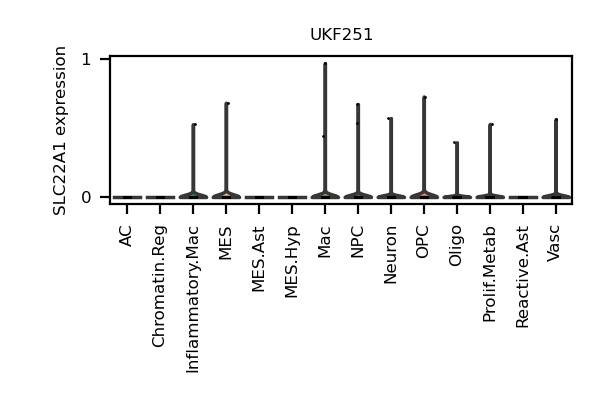 UKF251
SLC22A1 expression
1
0
AC
Chromatin.Reg
Inflammatory.Mac
MES
MES.Ast
MES.Hyp
Mac
NPC
Neuron
OPC
Oligo
Prolif.Metab
Reactive.Ast
Vasc